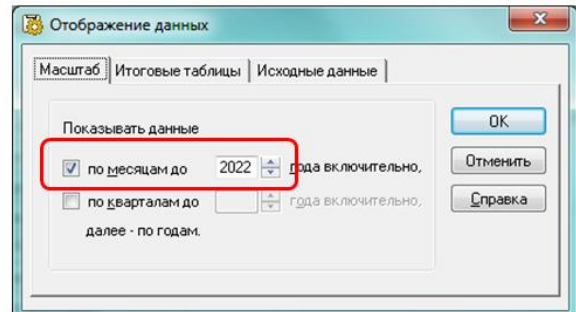 Отображение данных
Масштаб Итоговые таблицы Исходные данные
Показывать данные
по месяцам до 2022 года включительно,
по кварталам до года включительно,
далее - по годам.
OK
Отменить
Справка